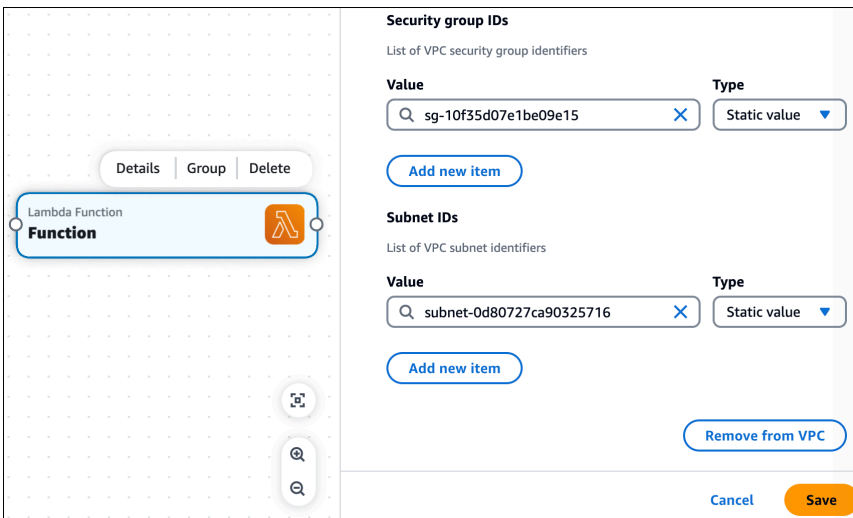 Security group IDs
List of VPC security group identifiers
Value
Type
sg-10f35d07e1be09e15
Static value
Add new item
Details
Group
Delete
Lambda Function
Function
Subnet IDs
List of VPC subnet identifiers
Value
Type
subnet-0d80727ca90325716
Static value
Add new item
Remove from VPC
Cancel
Save